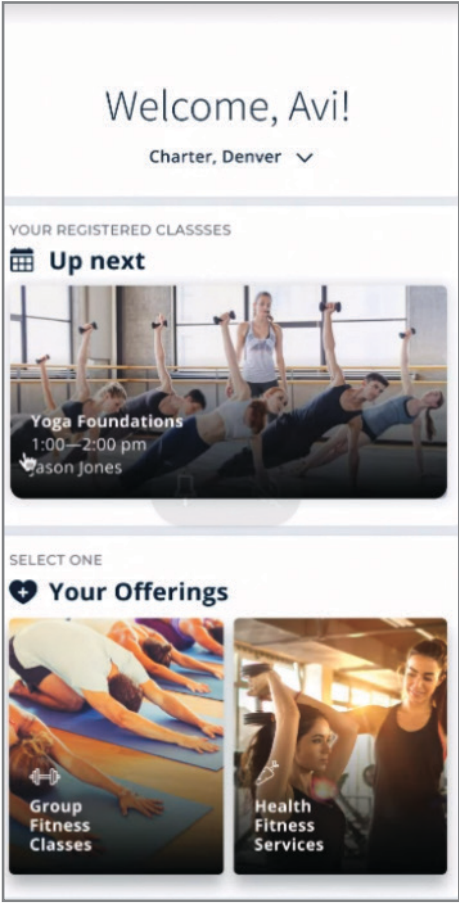 Welcome, Avi!
Charter, Denver
YOUR REGISTERED CLASSSES
Up next
Yoga Foundations
1:00—2:00 pm
Jason Jones
SELECT ONE
Your Offerings
Group
Fitness
Classes
Health
Fitness
Services